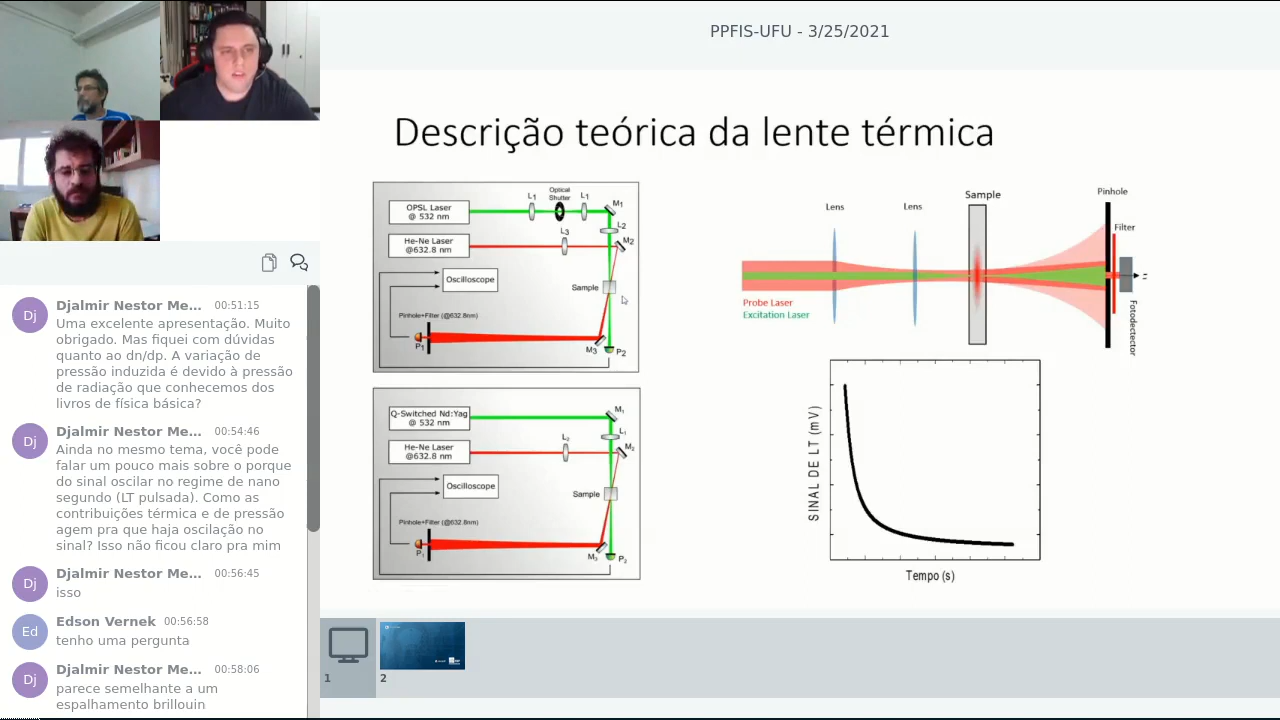 PPFIS-UFU - 3/25/2021
Descrição teórica da lente térmica
OPSL Laser
@ 532 nm
L1
Optical
Shutter
L1
M1
L2
He-Ne Laser
@632.8 nm
L3
M2
Oscilloscope
Sample
Pinhole+Filter (@632.8nm)
P1
M3
P2
Q-Switched Nd:Yag
@ 532 nm
M1
L1
He-Ne Laser
@632.8 nm
L2
M2
Oscilloscope
Sample
Pinhole+Filter (@632.8nm)
P1
M3
P2
Lens
Lens
Sample
Pinhole
Filter
Probe Laser
Excitation Laser
Fotodectector
SINAL DE LT (mV)
Tempo (s)
Dj
Djalmir Nestor Me... 00:51:15
Uma excelente apresentação. Muito
obrigado. Mas fiquei com dúvidas
quanto ao dn/dp. A variação de
pressão induzida é devido à pressão
de radiação que conhecemos dos
livros de física básica?
Dj
Djalmir Nestor Me... 00:54:46
Ainda no mesmo tema, você pode
falar um pouco mais sobre o porque
do sinal oscilar no regime de nano
segundo (LT pulsada). Como as
contribuições térmica e de pressão
agem pra que haja oscilação no
sinal? Isso não ficou claro pra mim
Dj
Djalmir Nestor Me... 00:56:45
isso
Ed
Edson Vernek 00:56:58
tenho uma pergunta
Dj
Djalmir Nestor Me... 00:58:06
parece semelhante a um
espalhamento brillouin
1
2